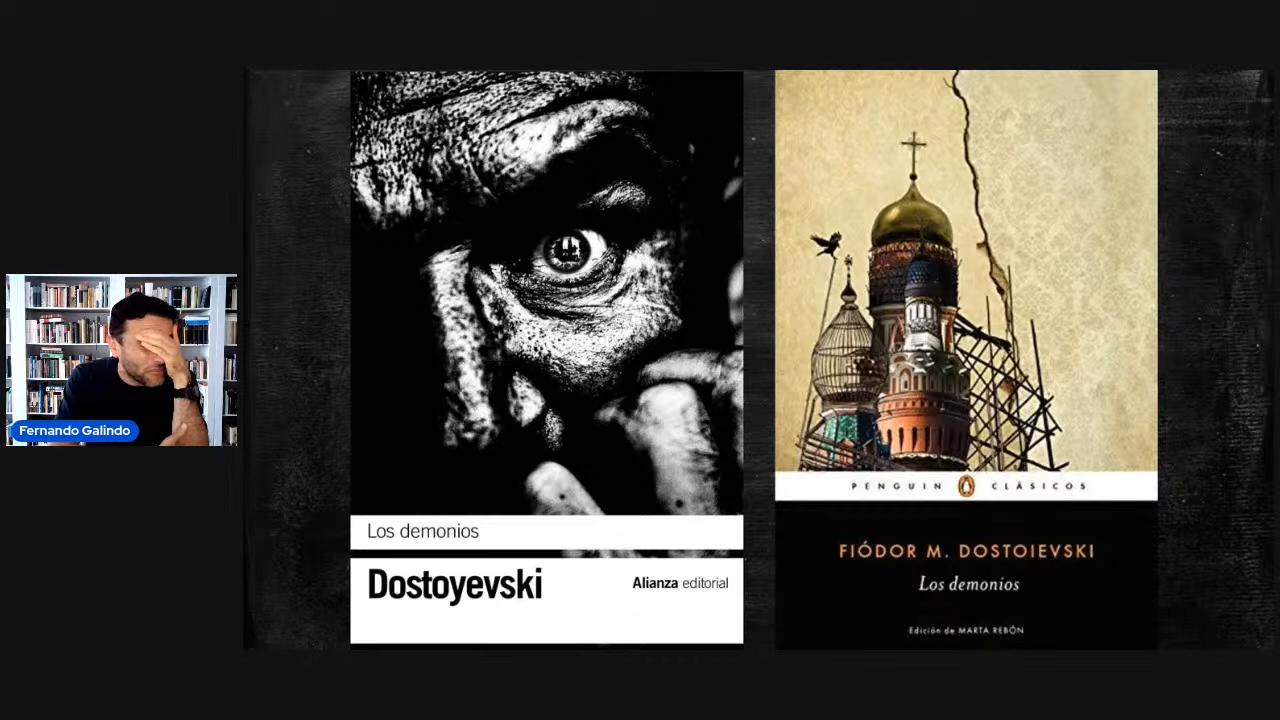 Fernando Galindo
Los demonios
Dostoyevski
Alianza editorial
PENGUIN CLÁSICOS
FIÓDOR M. DOSTOIEVSKI
Los demonios
Edición de MARTA REBÓN